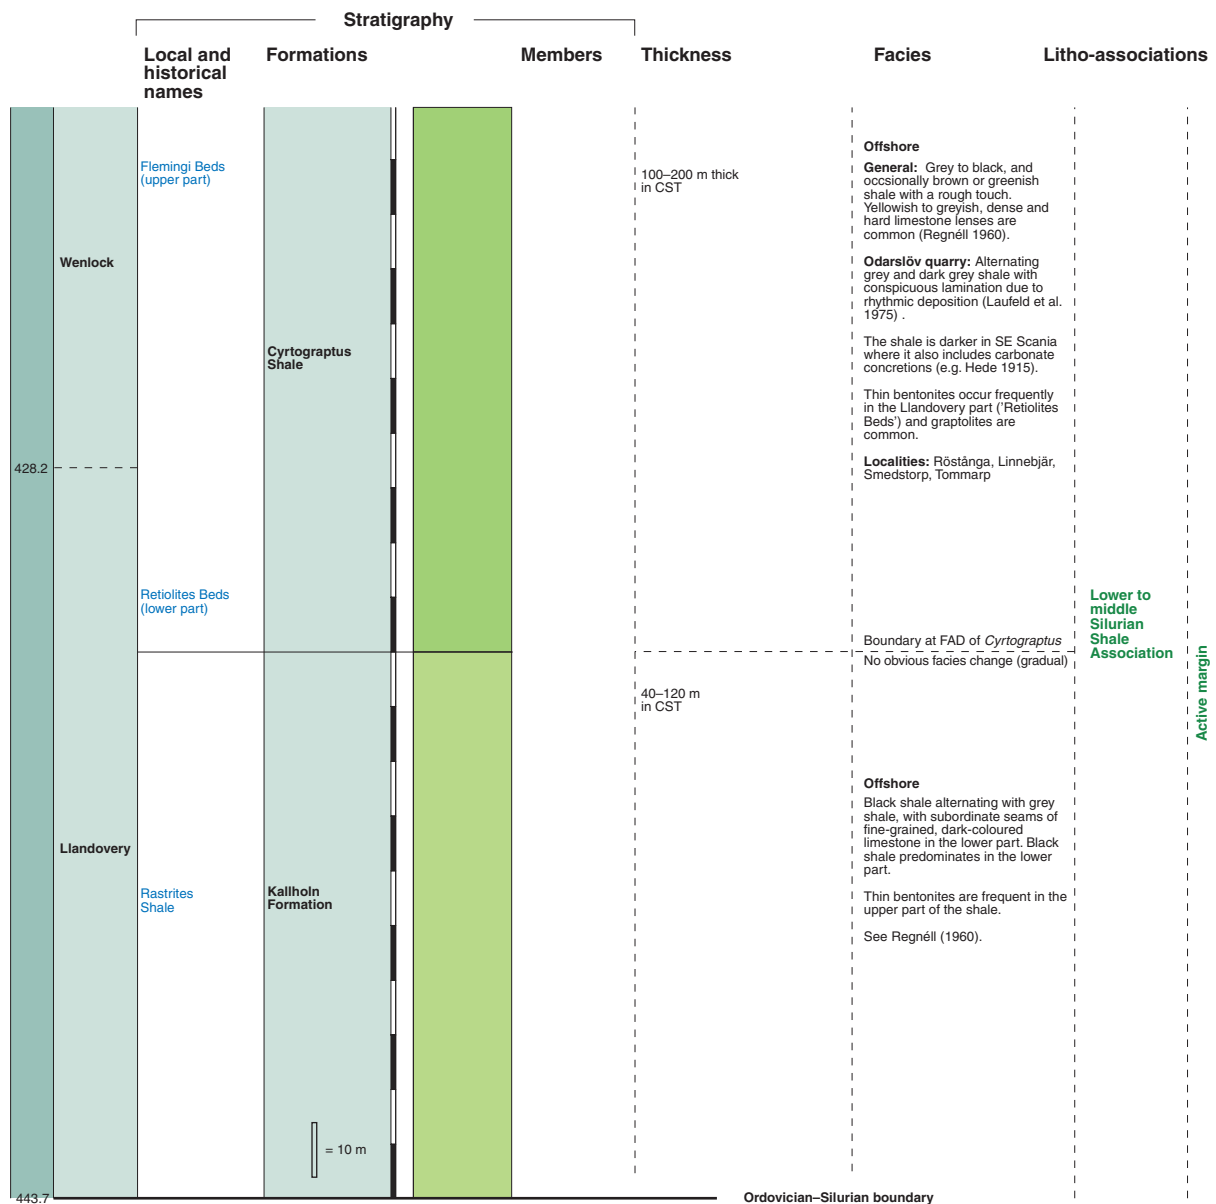 Stratigraphy
Local and
historical
names
Formations
Members
Thickness
Facies
Litho-associations
Flemingi Beds
(upper part)
100–200 m thick
in CST
Offshore
General: Grey to black, and
occsionally brown or greenish
shale with a rough touch.
Yellowish to greyish, dense and
hard limestone lenses are
common (Regnéll 1960).
Wenlock
Odarslöv quarry: Alternating
grey and dark grey shale with
conspicuous lamination due to
rhythmic deposition (Laufeld et al.
1975) .
Cyrtograptus
Shale
The shale is darker in SE Scania
where it also includes carbonate
concretions (e.g. Hede 1915).
Thin bentonites occur frequently
in the Llandovery part ('Retiolites
Beds') and graptolites are
common.
428.2
Localities: Röstånga, Linnebjär,
Smedstorp, Tommarp
Retiolites Beds
(lower part)
Lower to
middle
Silurian
Shale
Association
Boundary at FAD of Cyrtograptus
No obvious facies change (gradual)
Active margin
40–120 m
in CST
Offshore
Black shale alternating with grey
shale, with subordinate seams of
fine-grained, dark-coloured
limestone in the lower part. Black
shale predominates in the lower
part.
Llandovery
Rastrites
Shale
Kallholn
Formation
Thin bentonites are frequent in the
upper part of the shale.
See Regnéll (1960).
= 10 m
443.7
Ordovician–Silurian boundary